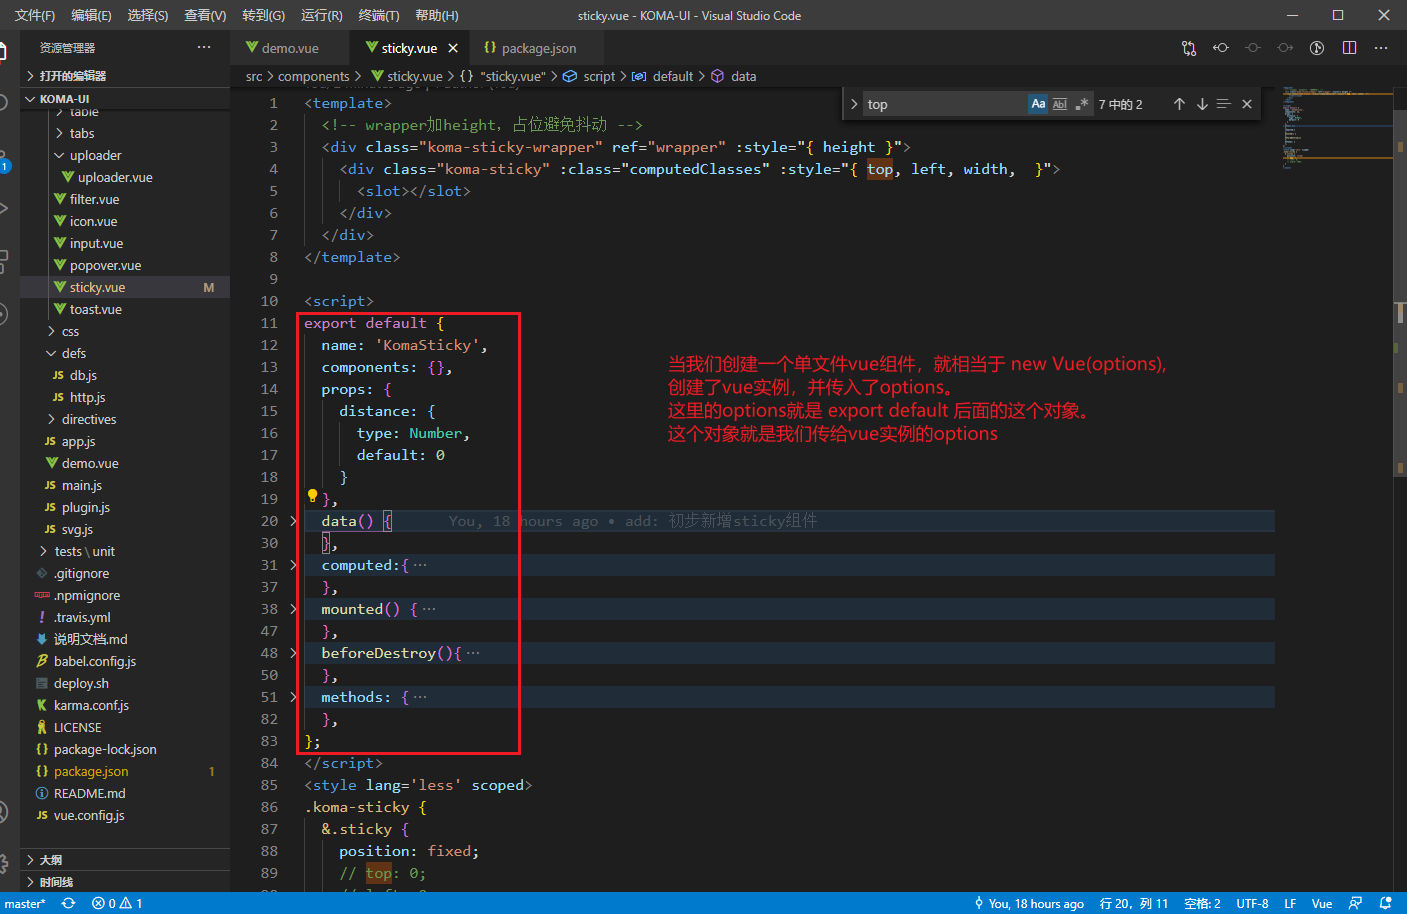 文件(F) 编辑(E) 选择(S) 查看(V) 转到(G) 运行(R) 终端(T) 帮助(H) sticky.vue - KOMA-UI - Visual Studio Code
资源管理器 ··· demo.vue sticky.vue package.json
打开的编辑器
src > components > sticky.vue > {} "sticky.vue" > script > default > data
KOMA-UI
table
tabs
uploader
uploader.vue
filter.vue
icon.vue
input.vue
popover.vue
sticky.vue M
toast.vue
css
defs
db.js
http.js
directives
app.js
demo.vue
main.js
plugin.js
svg.js
tests \ unit
.gitignore
.npmignore
.travis.yml
说明文档.md
babel.config.js
deploy.sh
karma.conf.js
LICENSE
package-lock.json
package.json 1
README.md
vue.config.js
大纲
时间线
top Aa Abl .* 7 中的 2
1 <template>
2 <!-- wrapper加height，占位避免抖动 -->
3 <div class="koma-sticky-wrapper" ref="wrapper" :style="{ height }">
4 <div class="koma-sticky" :class="computedClasses" :style="{ top, left, width,  }">
5 <slot></slot>
6 </div>
7 </div>
8 </template>
9
10 <script>
11 export default {
12 name: 'KomaSticky',
13 components: {},
14 props: {
15 distance: {
16 type: Number,
17 default: 0
18 }
19 },
20 data() { You, 18 hours ago • add: 初步新增sticky组件
30 },
31 computed:{ ···
37 },
38 mounted() { ···
47 },
48 beforeDestroy(){ ···
50 },
51 methods: { ···
82 },
83 };
84 </script>
85 <style lang='less' scoped>
86 .koma-sticky {
87 &.sticky {
88 position: fixed;
89 // top: 0;
当我们创建一个单文件vue组件，就相当于 new Vue(options),
创建了vue实例，并传入了options。
这里的options就是 export default 后面的这个对象。
这个对象就是我们传给vue实例的options
master* 0 1 You, 18 hours ago 行 20，列 11 空格: 2 UTF-8 LF Vue